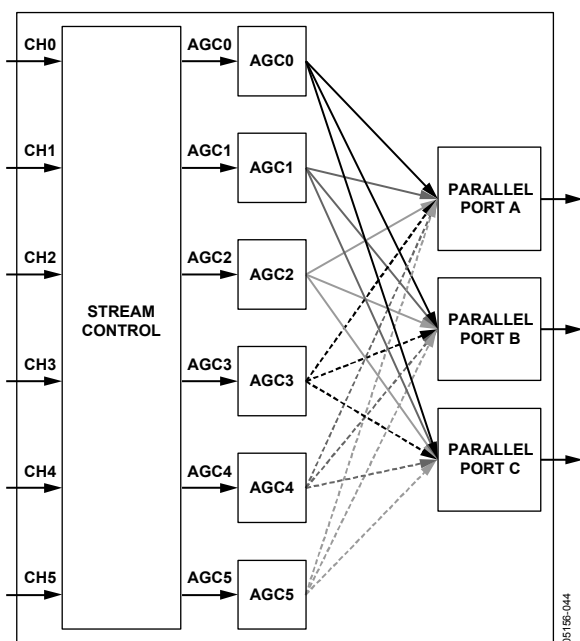 CH0
AGC0
AGC0
CH1
AGC1
AGC1
PARALLEL
PORT A
CH2
AGC2
AGC2
STREAM
CONTROL
PARALLEL
PORT B
CH3
AGC3
AGC3
PARALLEL
PORT C
CH4
AGC4
AGC4
CH5
AGC5
AGC5
05156-044